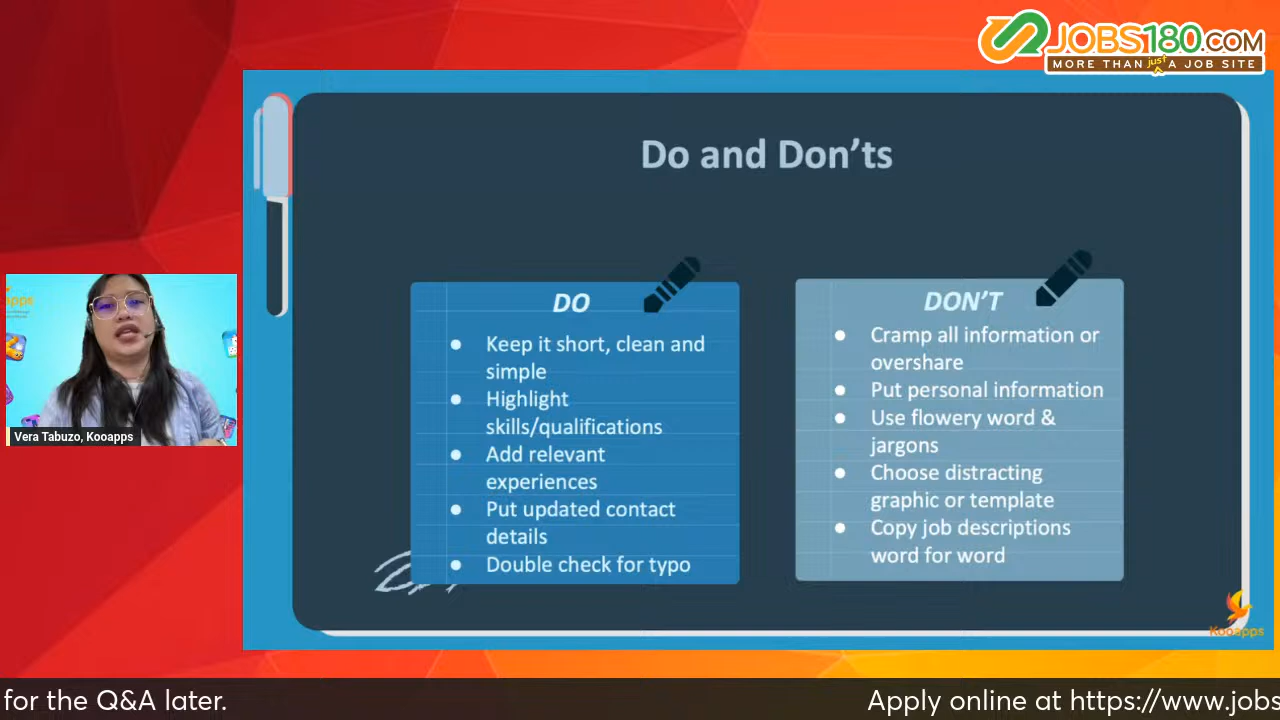 JOBS180.COM
MORE THAN just A JOB SITE
Do and Don'ts
DO
Keep it short, clean and
simple
Highlight
skills/qualifications
Add relevant
experiences
Put updated contact
details
Double check for typo
DON'T
Cramp all information or
overshare
Put personal information
Use flowery word &
jargons
Choose distracting
graphic or template
Copy job descriptions
word for word
apps
Vera Tabuzo, Kooapps
Kooapps
for the Q&A later.
Apply online at https://www.jobs